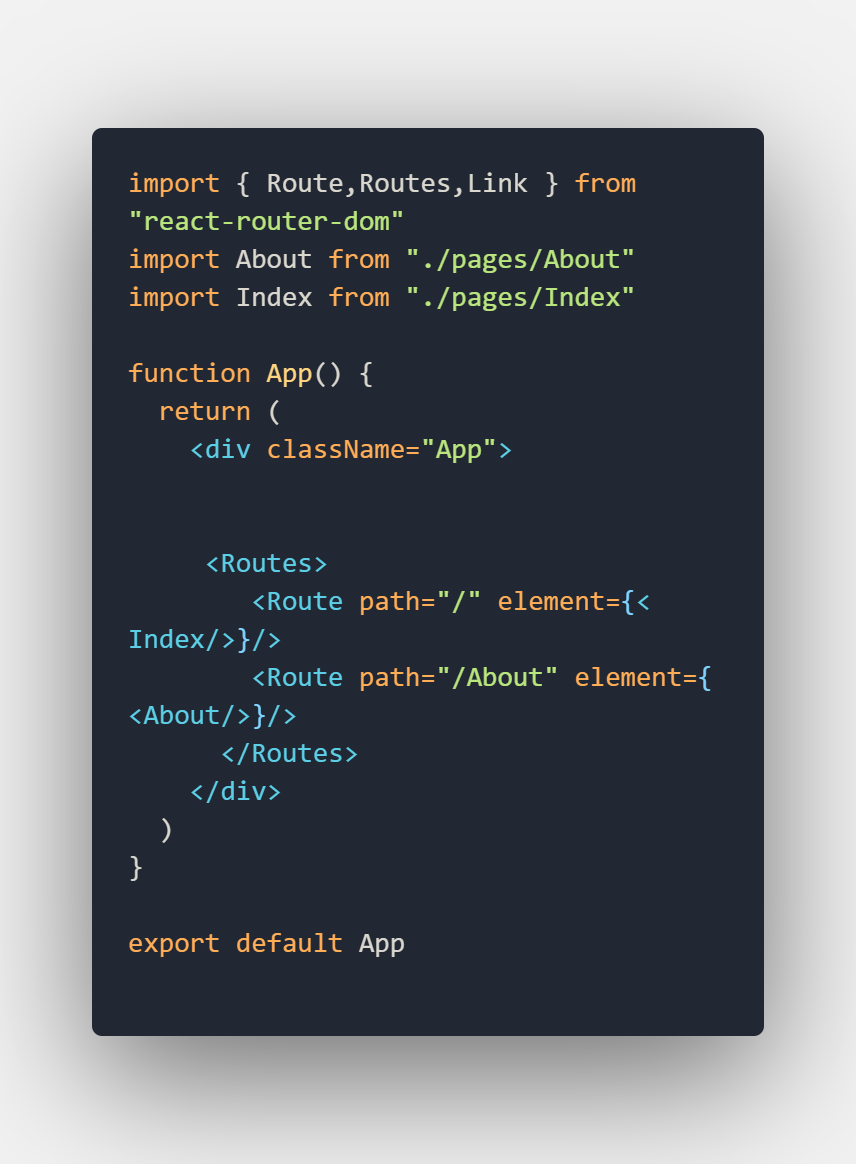 import { Route,Routes,Link } from
"react-router-dom"
import About from "./pages/About"
import Index from "./pages/Index"

function App() {
  return (
    <div className="App">


     <Routes>
        <Route path="/" element={<
Index/>}/>
        <Route path="/About" element={
<About/>}/>
      </Routes>
    </div>
  )
}

export default App